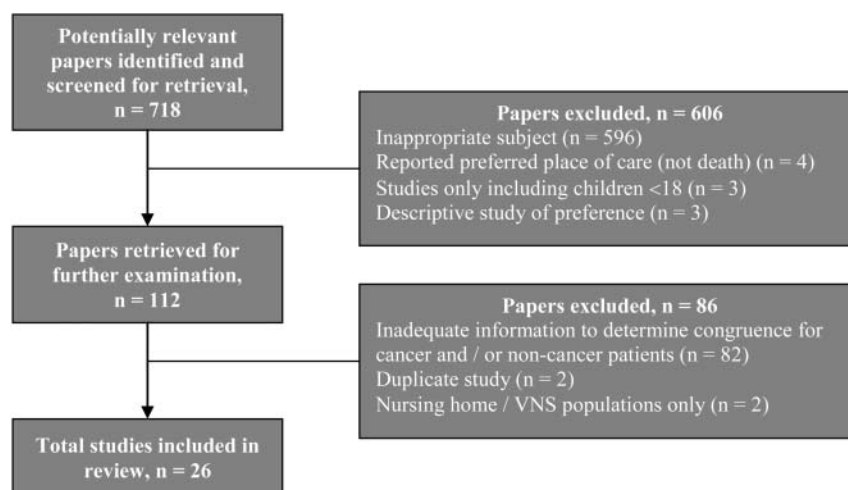 Potentially relevant
papers identified and
screened for retrieval,
n = 718
Papers excluded, n = 606
Inappropriate subject (n = 596)
Reported preferred place of care (not death) (n = 4)
Studies only including children <18 (n = 3)
Descriptive study of preference (n = 3)
Papers retrieved for
further examination,
n = 112
Papers excluded, n = 86
Inadequate information to determine congruence for
cancer and / or non-cancer patients (n = 82)
Duplicate study (n = 2)
Nursing home / VNS populations only (n = 2)
Total studies included in
review, n = 26